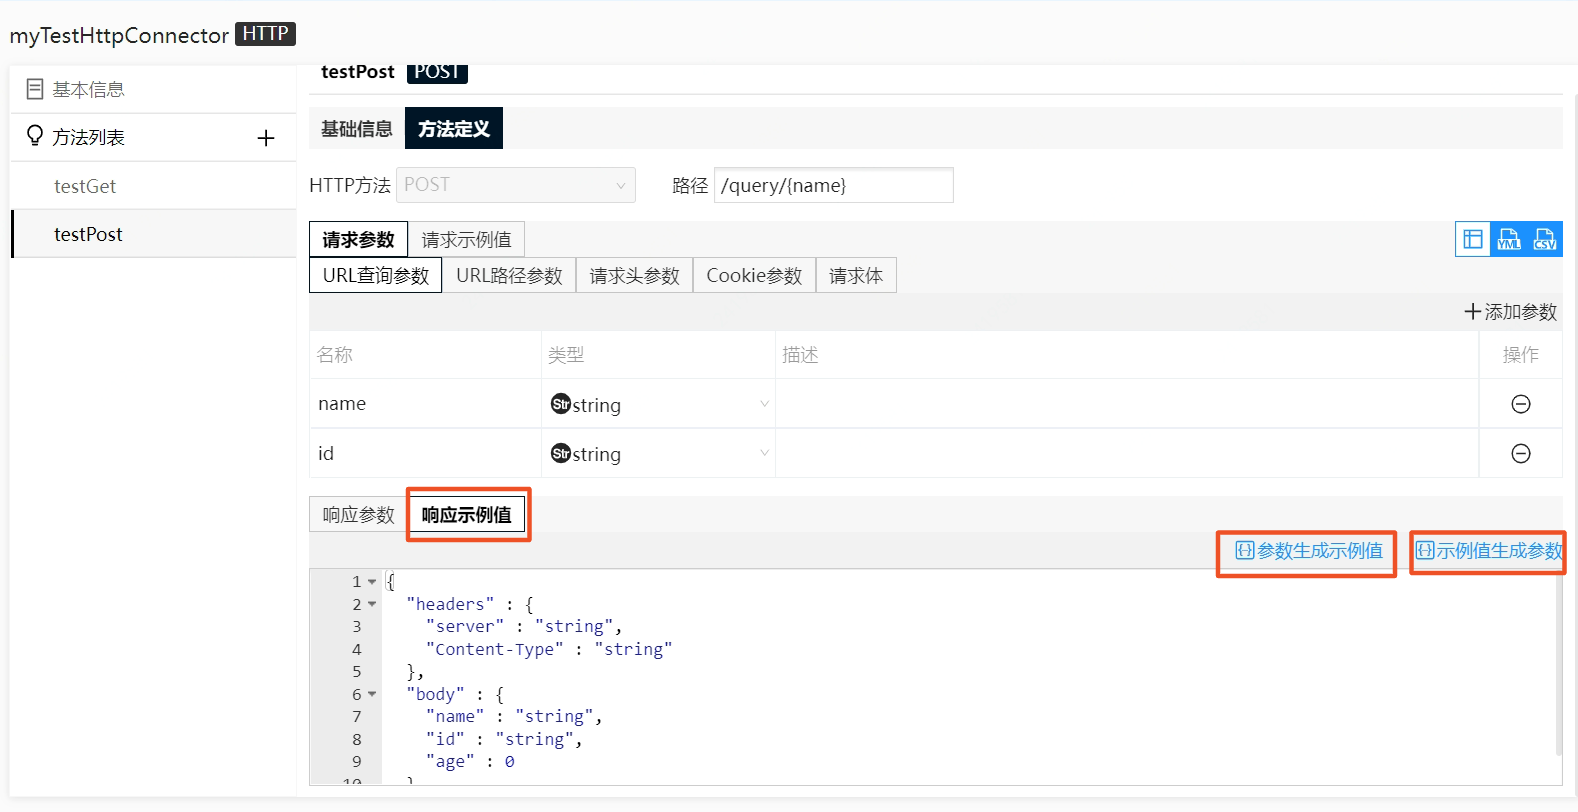 myTestHttpConnector HTTP
基本信息
方法列表
testGet
testPost
testPost POST
基础信息 方法定义
HTTP方法 POST 路径 /query/{name}
请求参数 请求示例值 YML CSV
URL查询参数 URL路径参数 请求头参数 Cookie参数 请求体
添加参数
名称 类型 描述 操作
name Str string
id Str string
响应参数 响应示例值
参数生成示例值 示例值生成参数
1 {
2 "headers" : {
3 "server" : "string",
4 "Content-Type" : "string"
5 },
6 "body" : {
7 "name" : "string",
8 "id" : "string",
9 "age" : 0
10 }